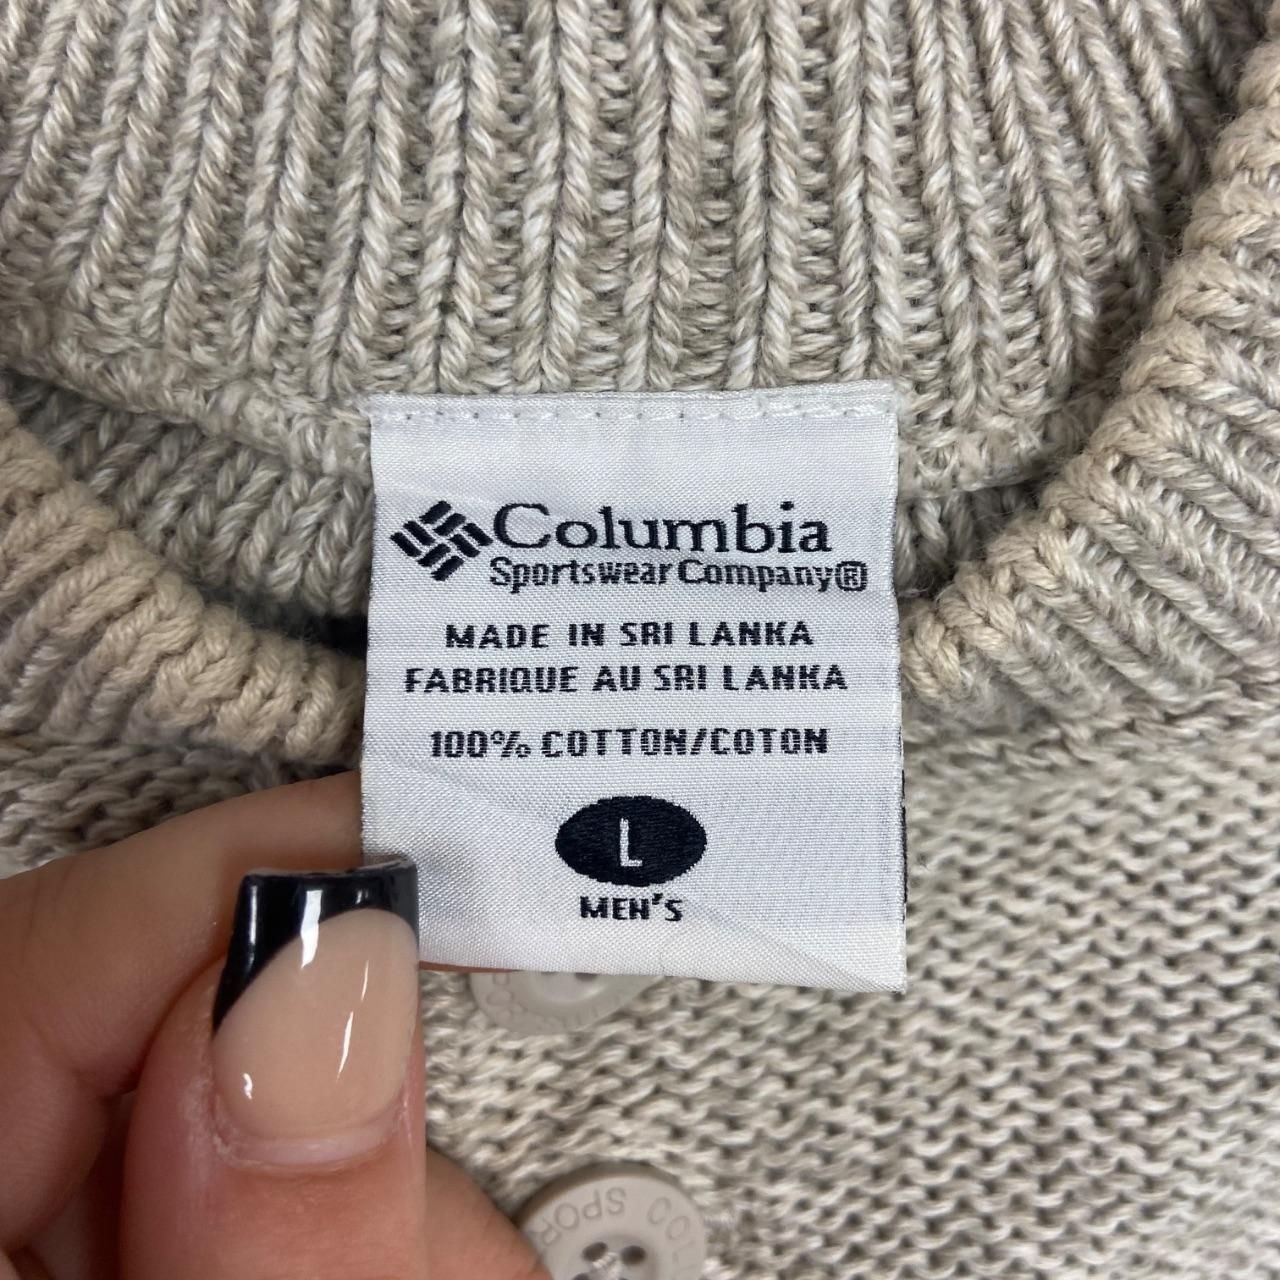 Columbia
Sportswear Company®
MADE IN SRI LANKA
FABRIQUE AU SRI LANKA
100% COTTON/COTON
L
MEN'S